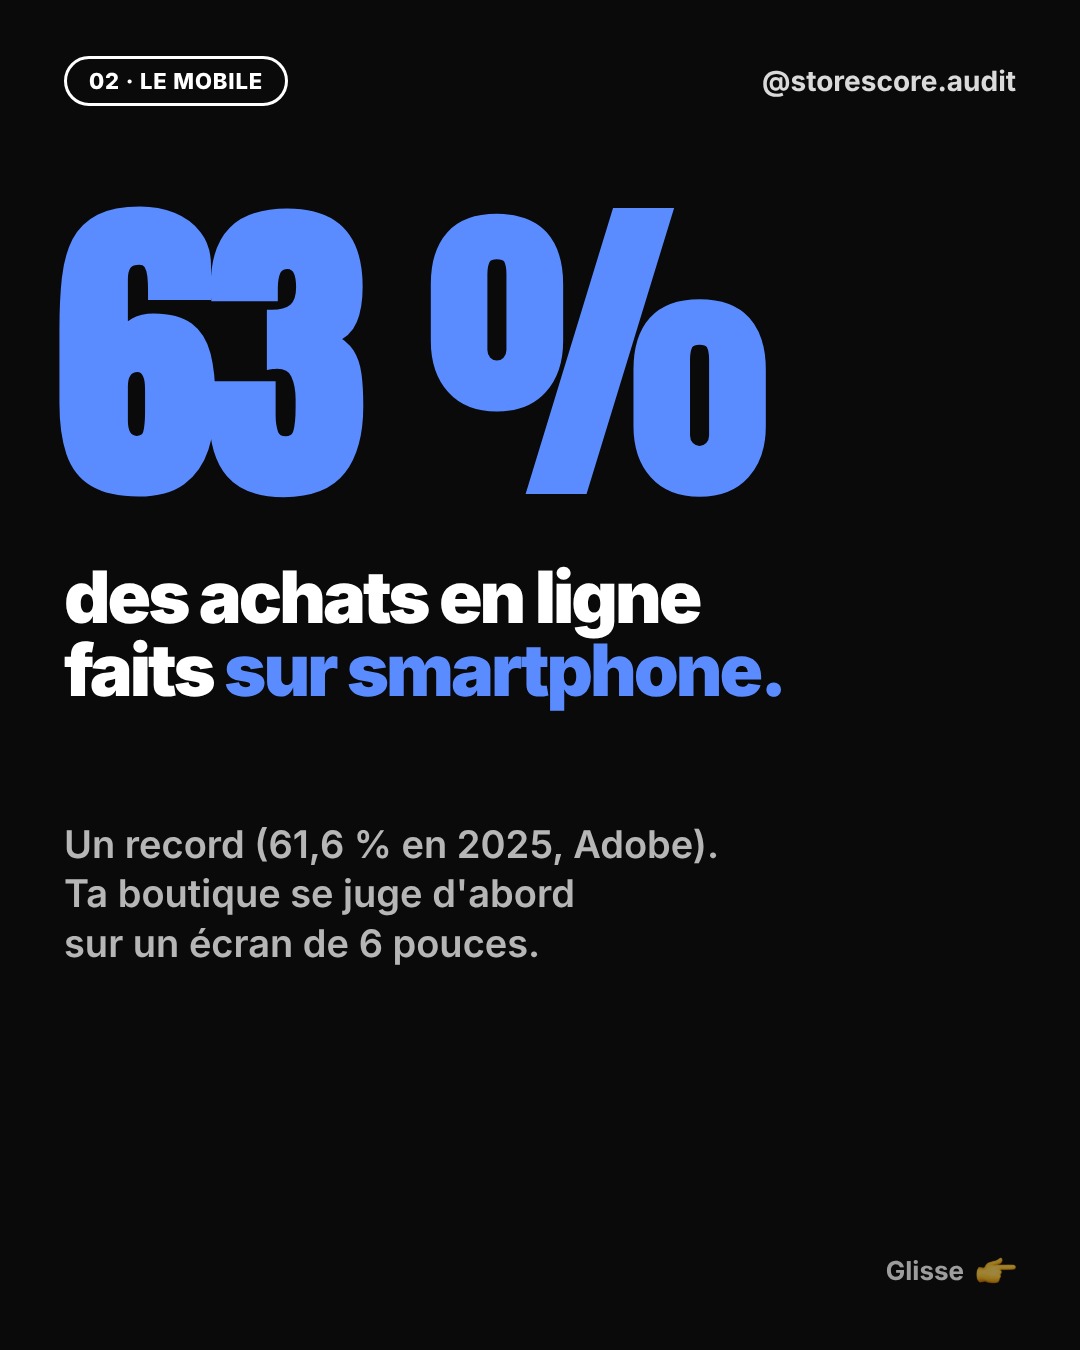 02 · LE MOBILE
@storescore.audit
63 %
des achats en ligne
faits sur smartphone.
Un record (61,6 % en 2025, Adobe).
Ta boutique se juge d'abord
sur un écran de 6 pouces.
Glisse 👉